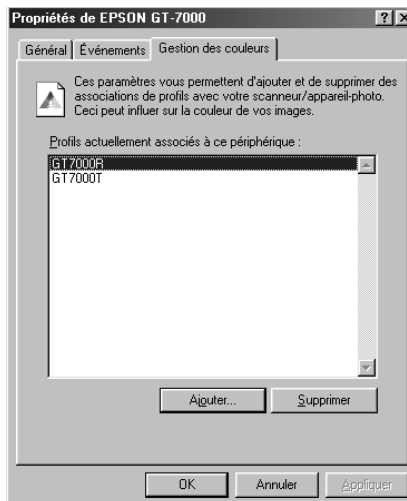 Propriétés de EPSON GT-7000
Général Événements Gestion des couleurs
Ces paramètres vous permettent d'ajouter et de supprimer des
associations de profils avec votre scanneur/appareil-photo.
Ceci peut influer sur la couleur de vos images.
Profils actuellement associés à ce périphérique :
GT7000R
GT7000T
Ajouter... Supprimer
OK Annuler Appliquer